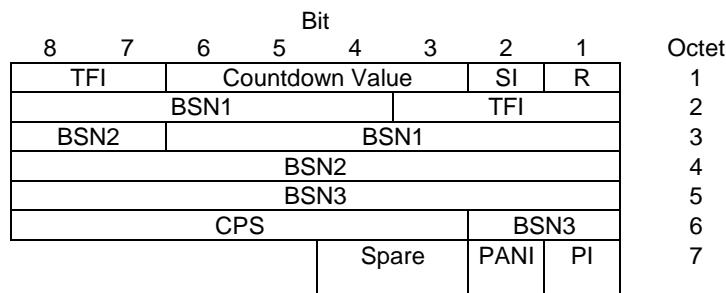 Bit
8 7 6 5 4 3 2 1 Octet
TFI Countdown Value SI R 1
BSN1 TFI 2
BSN2 BSN1 3
BSN2 4
BSN3 5
CPS BSN3 6
Spare PANI PI 7